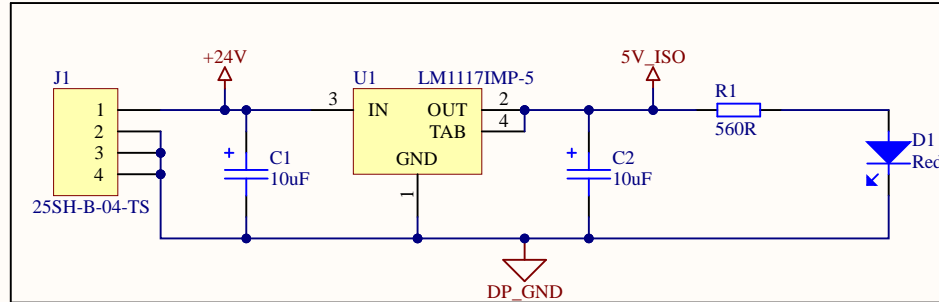 +24V
5V_ISO
J1
U1
LM1117IMP-5
R1
1
2
3
4
3
IN
OUT
2
TAB
4
GND
1
560R
+
C1
10uF
+
C2
10uF
D1
Red
25SH-B-04-TS
DP_GND